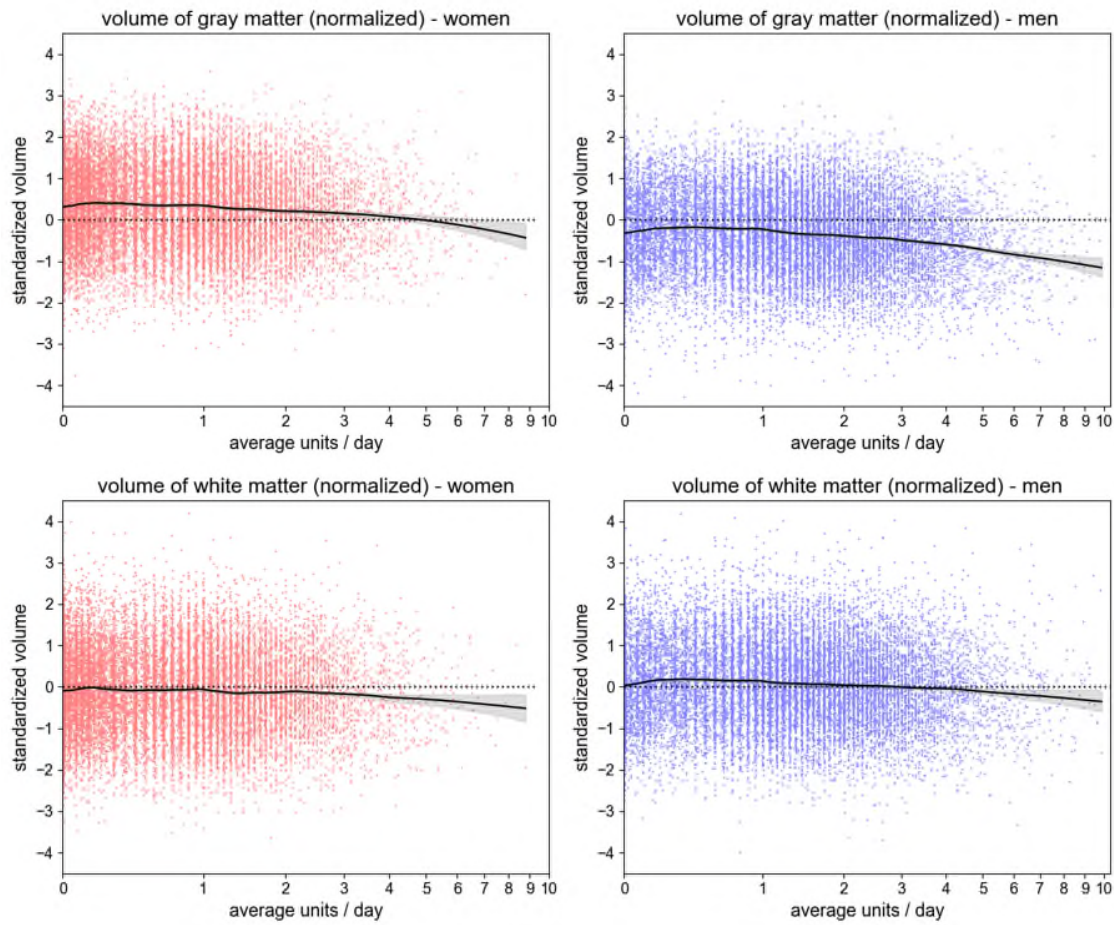 volume of gray matter (normalized) - women
4
3
2
1
0
−1
−2
−3
−4
standardized volume
0 1 2 3 4 5 6 7 8 9 10
average units / day
volume of gray matter (normalized) - men
4
3
2
1
0
−1
−2
−3
−4
standardized volume
0 1 2 3 4 5 6 7 8 9 10
average units / day
volume of white matter (normalized) - women
4
3
2
1
0
−1
−2
−3
−4
standardized volume
0 1 2 3 4 5 6 7 8 9 10
average units / day
volume of white matter (normalized) - men
4
3
2
1
0
−1
−2
−3
−4
standardized volume
0 1 2 3 4 5 6 7 8 9 10
average units / day